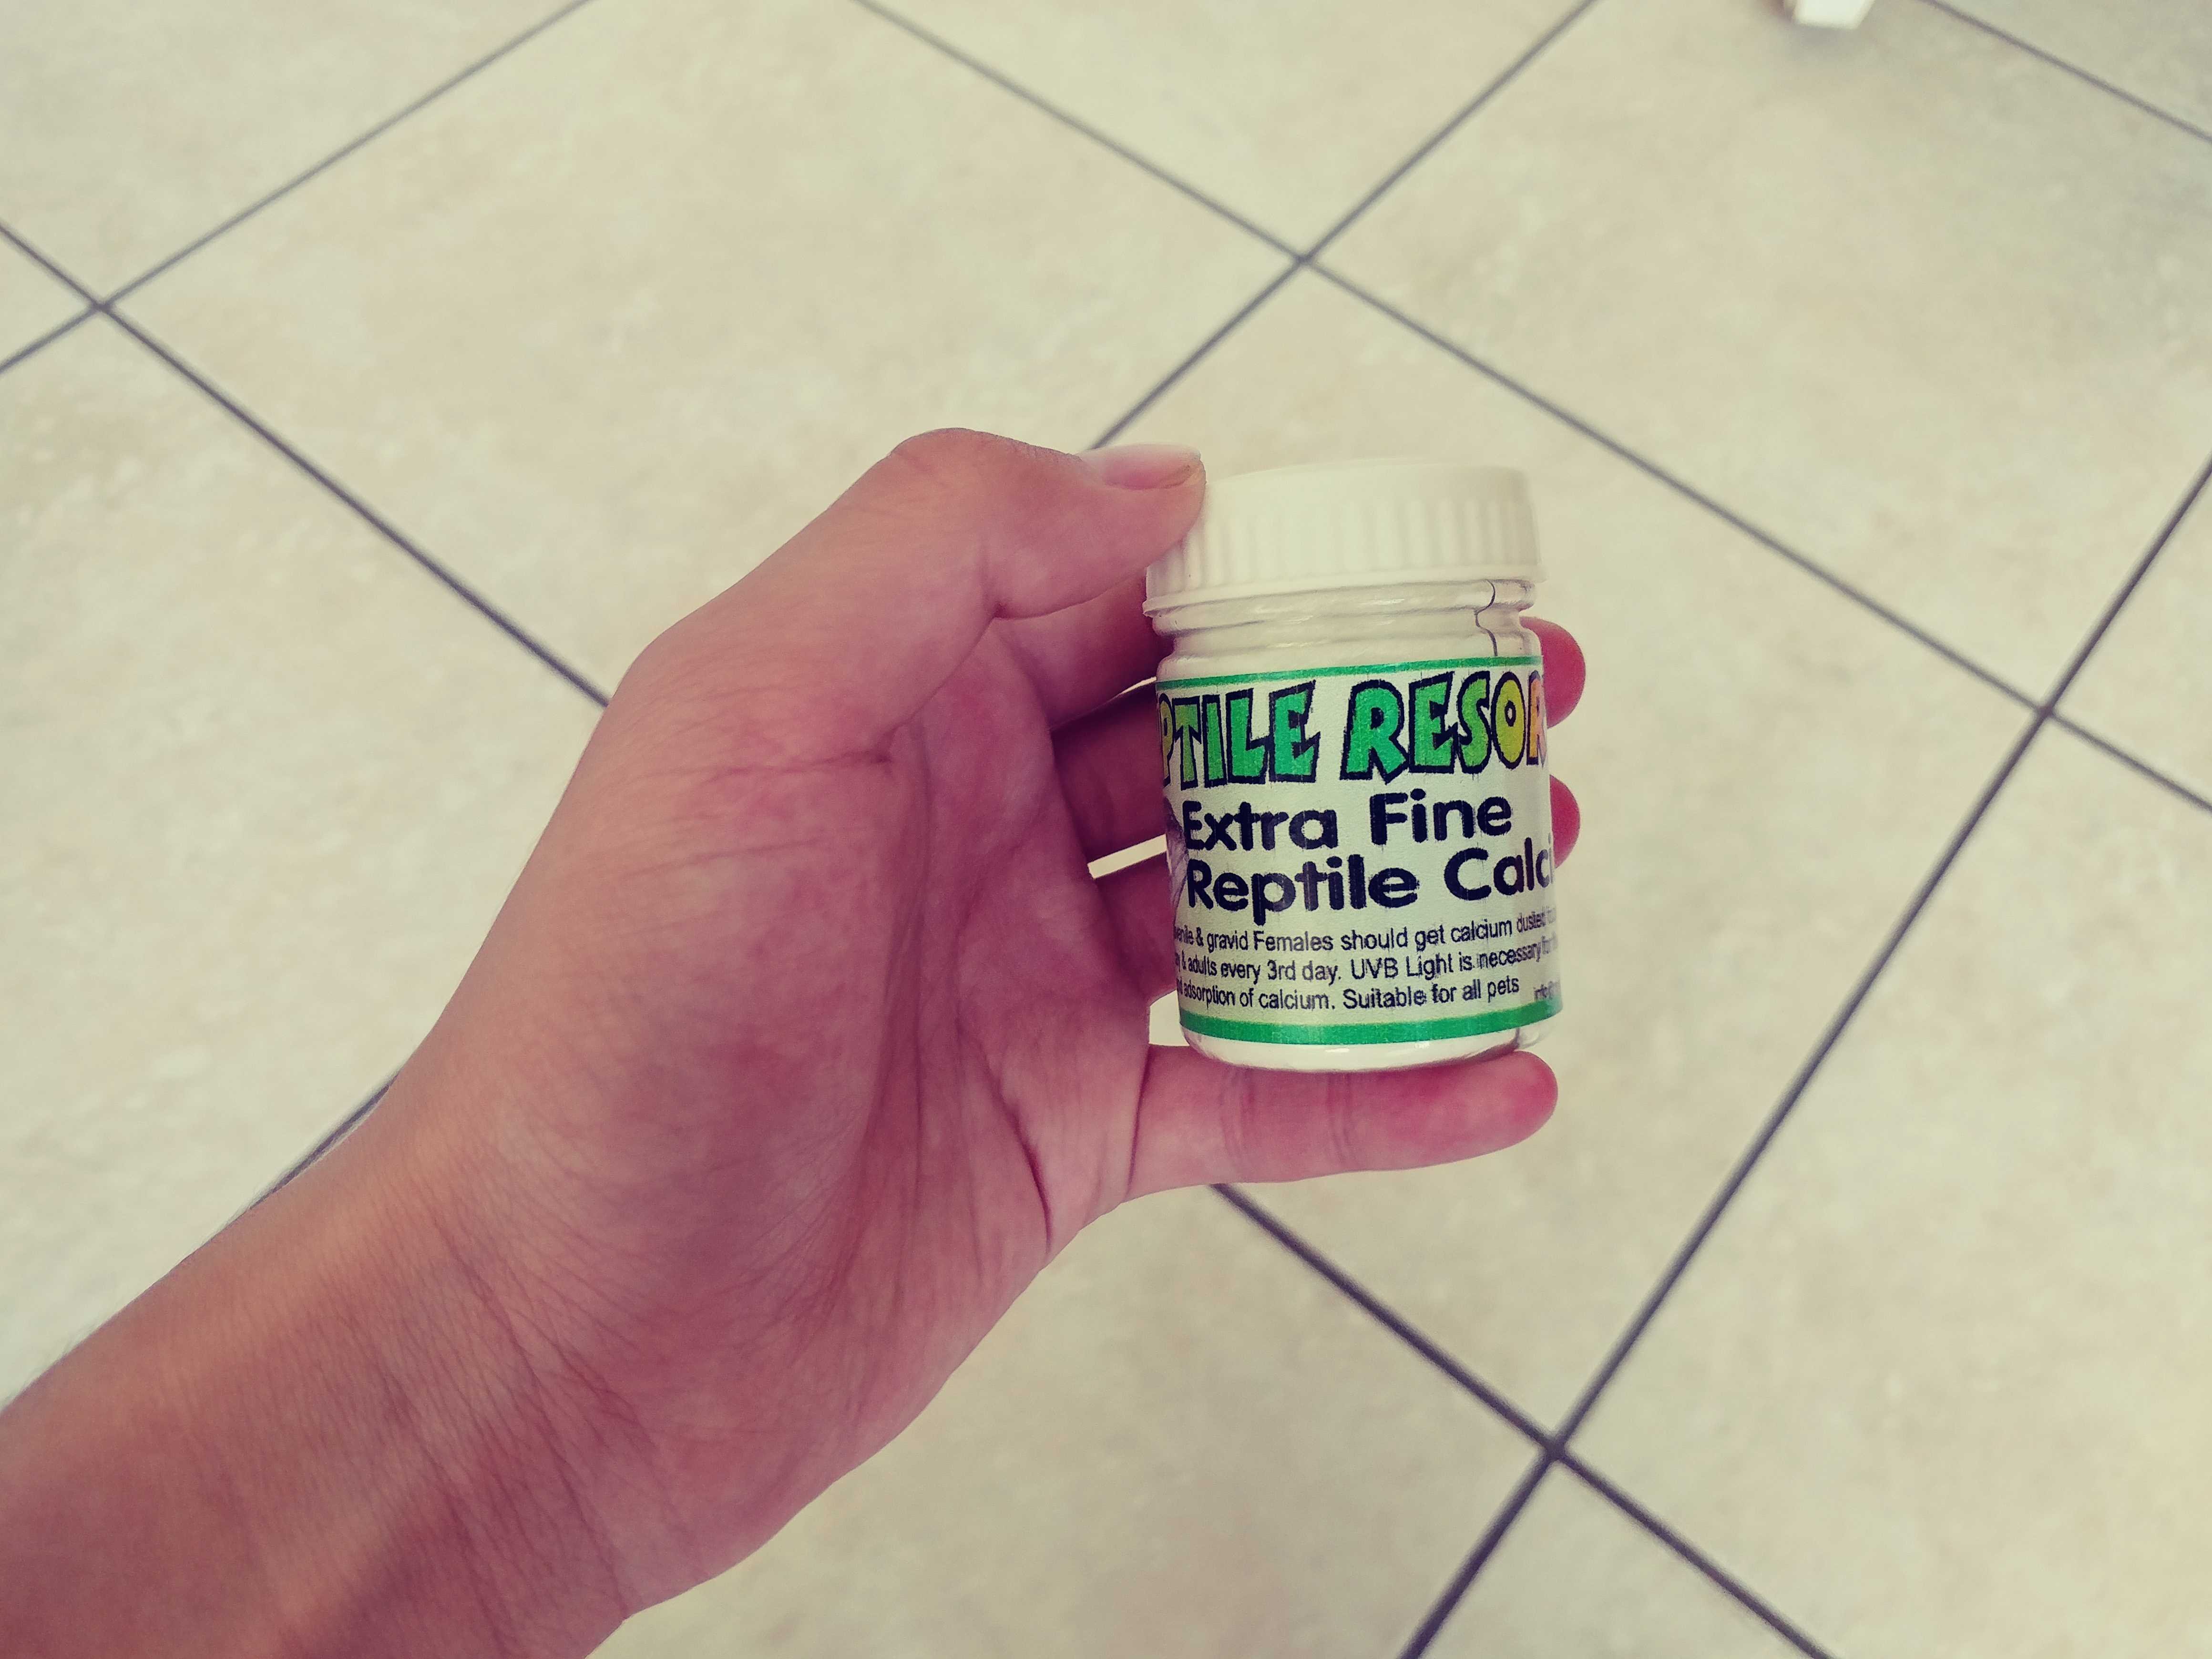 PTILE RESOR
Extra Fine
Reptile Calci
& gravid Females should get calcium dusted
& adults every 3rd day. UVB Light is necessary for
adsorption of calcium. Suitable for all pets